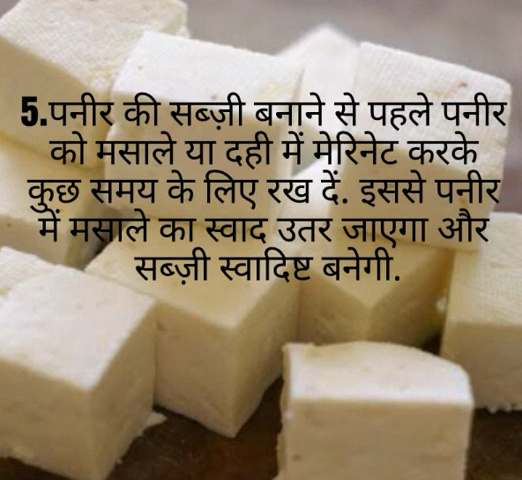 5.पनीर की सब्ज़ी बनाने से पहले पनीर
को मसाले या दही में मेरिनेट करके
कुछ समय के लिए रख दें. इससे पनीर
में मसाले का स्वाद उतर जाएगा और
सब्ज़ी स्वादिष्ट बनेगी.